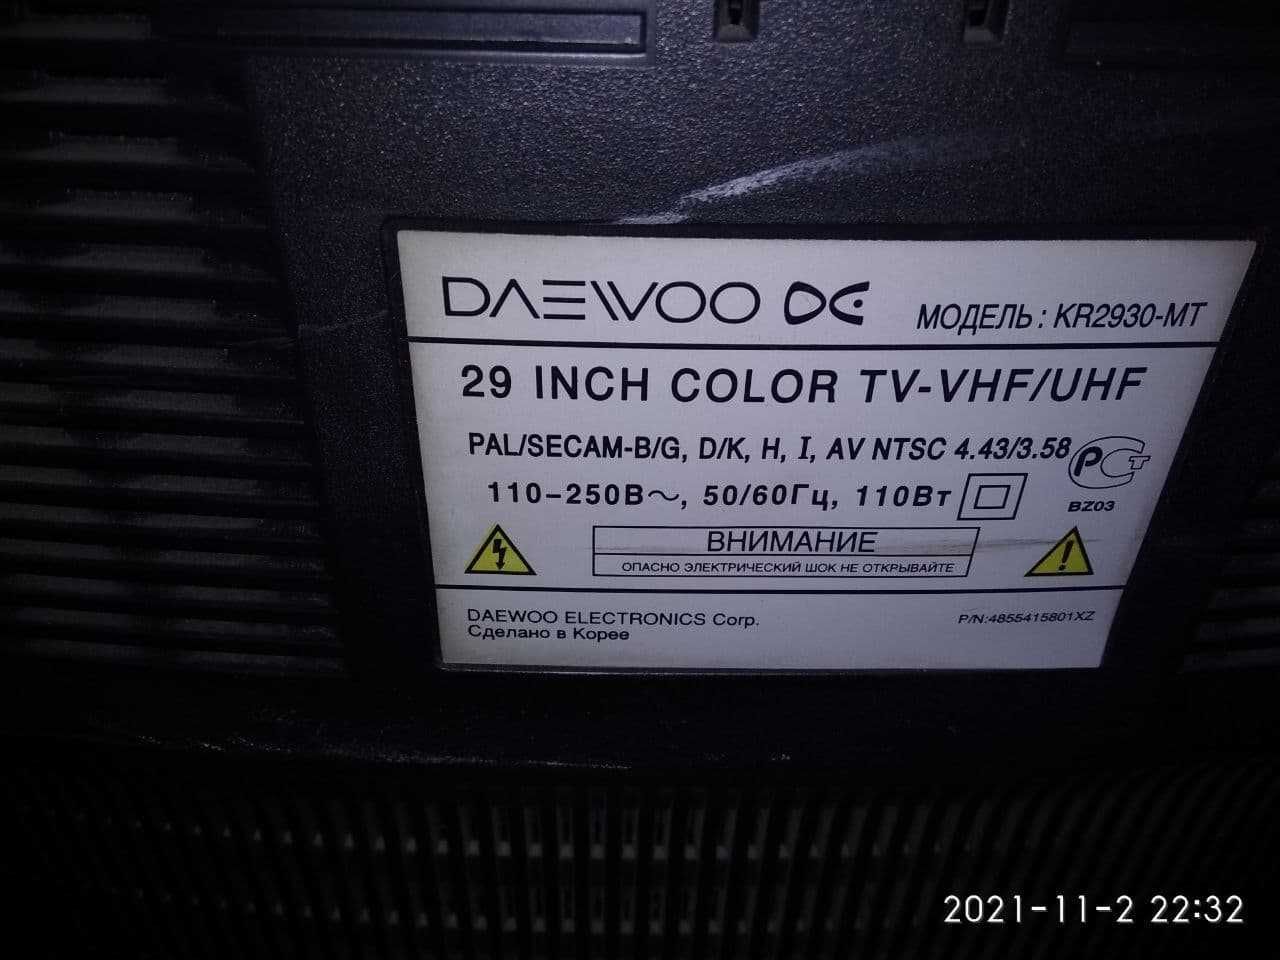 DAEWOO DE МОДЕЛЬ : KR2930-MT
29 INCH COLOR TV-VHF/UHF
PAL/SECAM-B/G, D/K, H, I, AV NTSC 4.43/3.58
РСТ
110-250В~, 50/60Гц, 110Вт
BZ03
ВНИМАНИЕ
ОПАСНО ЭЛЕКТРИЧЕСКИЙ ШОК НЕ ОТКРЫВАЙТЕ
DAEWOO ELECTRONICS Corp. P/N:4855415801XZ
Сделано в Корее
2021-11-2 22:32